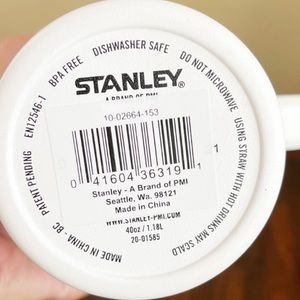 BPA FREE DISHWASHER SAFE DO NOT MICROWAVE USING STRAW WITH HOT DRINKS MAY SCALD
MADE IN CHINA. BC PATENT PENDING EN12546-1
STANLEY®
A BRAND OF PMI
10-02664-153
0 41604 36319 1
Stanley - A Brand of PMI
Seattle, Wa. 98121
Made in China
WWW.STANLEY-PMI.COM
40oz / 1.18L
20-01585